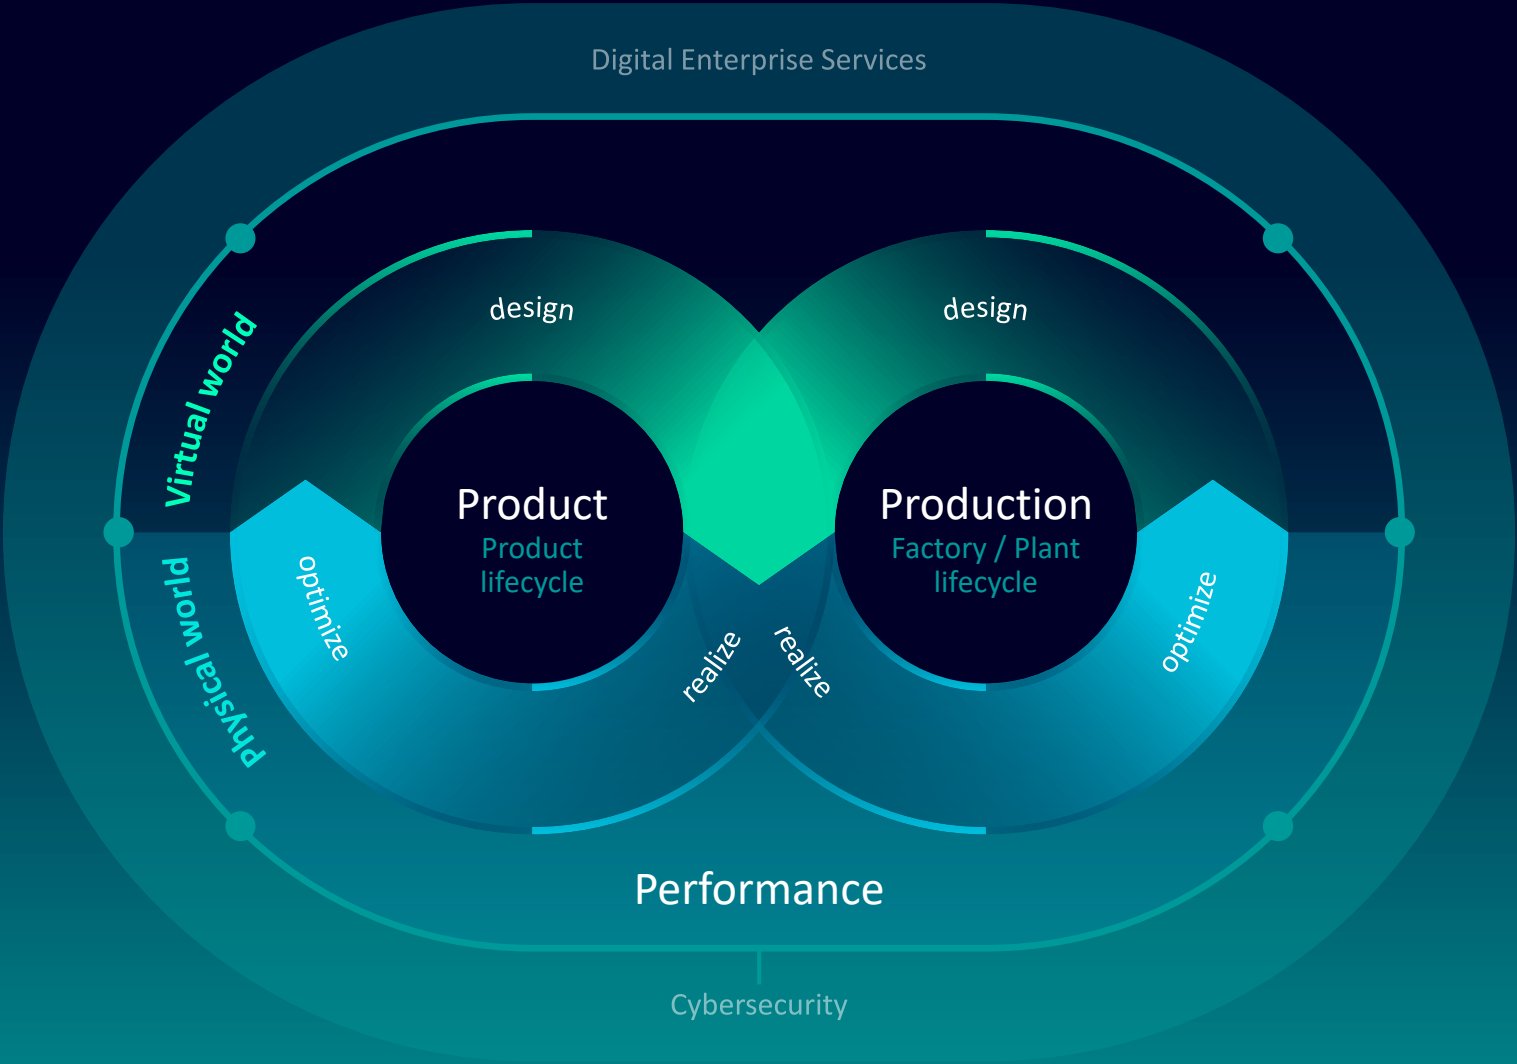 Digital Enterprise Services
design
design
Virtual world
Product
Product
lifecycle
Production
Factory / Plant
lifecycle
Physical world
optimize
realize
realize
optimize
Performance
Cybersecurity